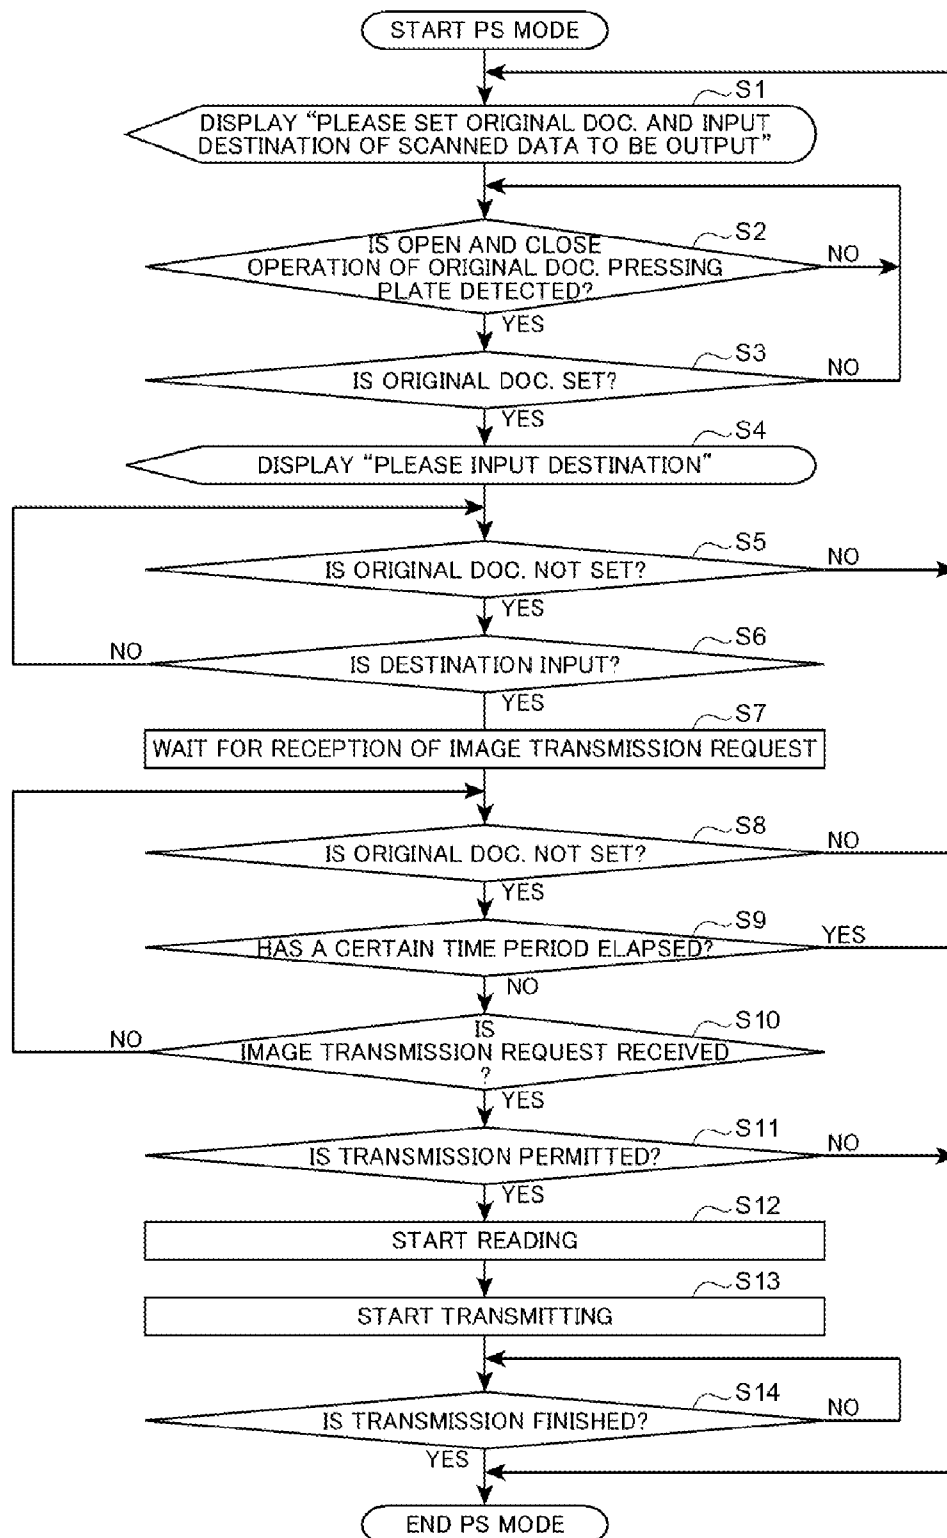 START PS MODE
S1
DISPLAY “PLEASE SET ORIGINAL DOC. AND INPUT
DESTINATION OF SCANNED DATA TO BE OUTPUT”
S2
IS OPEN AND CLOSE
OPERATION OF ORIGINAL DOC. PRESSING
PLATE DETECTED?
NO
YES
S3
IS ORIGINAL DOC. SET?
NO
YES
S4
DISPLAY “PLEASE INPUT DESTINATION”
S5
IS ORIGINAL DOC. NOT SET?
NO
YES
S6
NO
IS DESTINATION INPUT?
YES
S7
WAIT FOR RECEPTION OF IMAGE TRANSMISSION REQUEST
S8
IS ORIGINAL DOC. NOT SET?
NO
YES
S9
HAS A CERTAIN TIME PERIOD ELAPSED?
YES
NO
S10
NO
IS
IMAGE TRANSMISSION REQUEST RECEIVED
?
YES
S11
IS TRANSMISSION PERMITTED?
NO
YES
S12
START READING
S13
START TRANSMITTING
S14
IS TRANSMISSION FINISHED?
NO
YES
END PS MODE